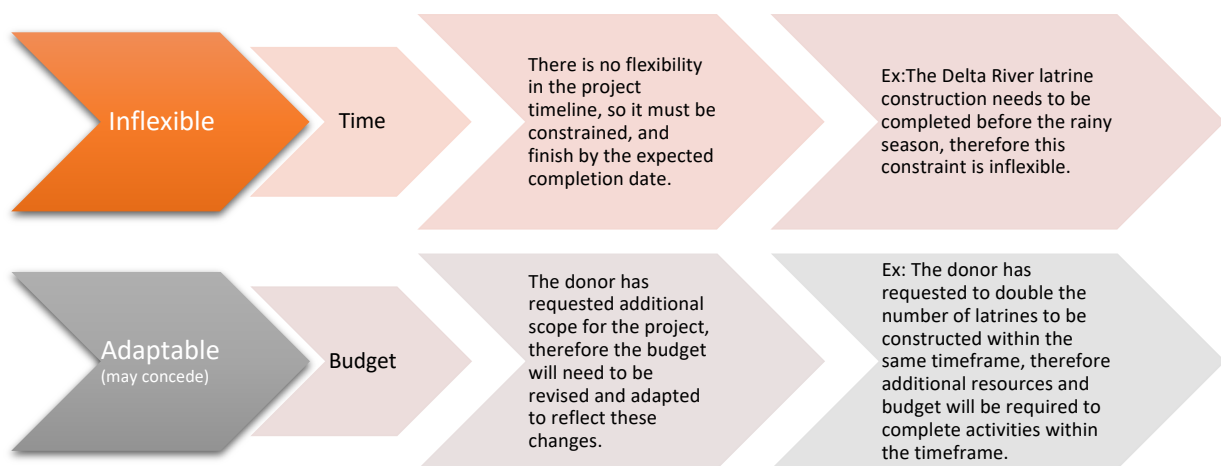 Inflexible
Time
There is no flexibility
in the project
timeline, so it must be
constrained, and
finish by the expected
completion date.
Ex:The Delta River latrine
construction needs to be
completed before the rainy
season, therefore this
constraint is inflexible.
Adaptable
(may concede)
Budget
The donor has
requested additional
scope for the project,
therefore the budget
will need to be
revised and adapted
to reflect these
changes.
Ex: The donor has
requested to double the
number of latrines to be
constructed within the
same timeframe, therefore
additional resources and
budget will be required to
complete activities within
the timeframe.